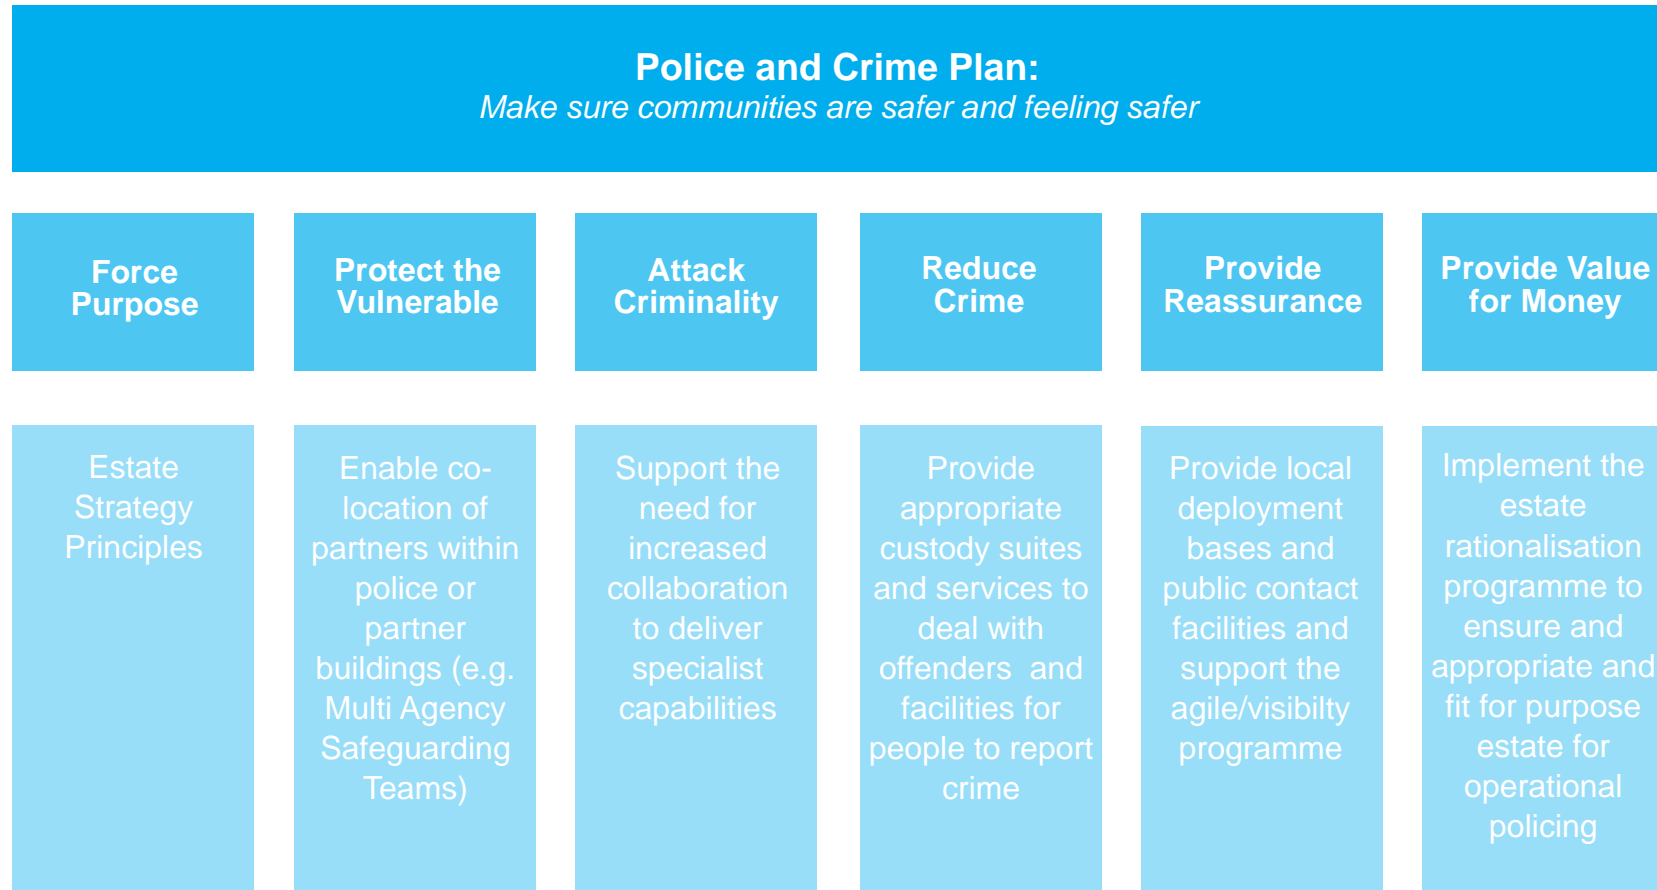 Police and Crime Plan:
Make sure communities are safer and feeling safer
Force
Purpose
Protect the
Vulnerable
Attack
Criminality
Reduce
Crime
Provide
Reassurance
Provide Value
for Money
Estate
Strategy
Principles
Enable co-
location of
partners within
police or
partner
buildings (e.g.
Multi Agency
Safeguarding
Teams)
Support the
need for
increased
collaboration
to deliver
specialist
capabilities
Provide
appropriate
custody suites
and services to
deal with
offenders  and
facilities for
people to report
crime
Provide local
deployment
bases and
public contact
facilities and
support the
agile/visibilty
programme
Implement the
estate
rationalisation
programme to
ensure and
appropriate and
fit for purpose
estate for
operational
policing